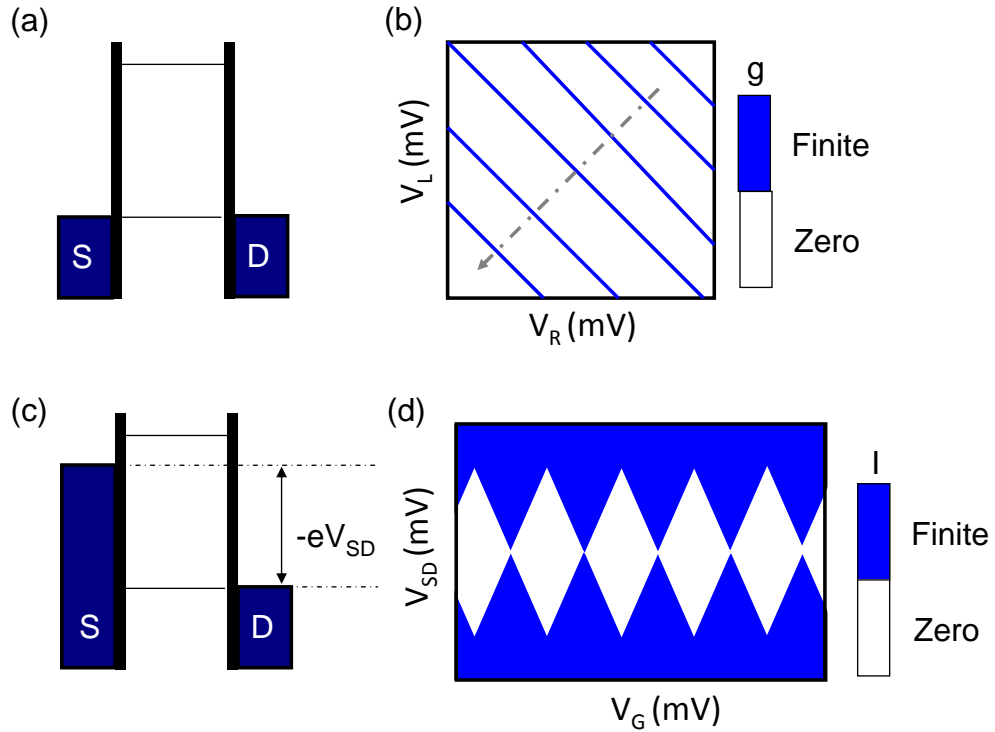 (a)
S
D
(b)
V_L (mV)
V_R (mV)
g
Finite
Zero
(c)
-eV_SD
S
D
(d)
V_SD (mV)
V_G (mV)
I
Finite
Zero